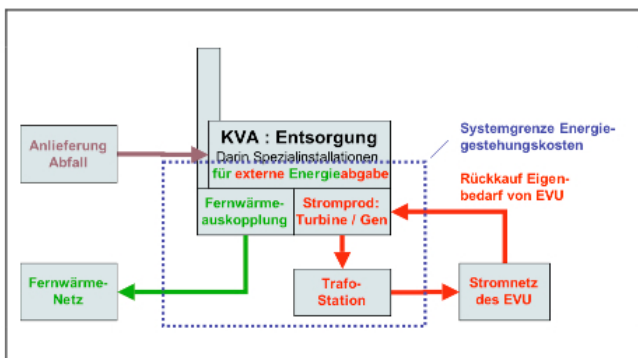 KVA : Entsorgung
Darin Spezialinstallationen
für externe Energieabgabe
Anlieferung
Abfall
Systemgrenze Energie-
gestehungskosten
Rückkauf Eigen-
bedarf von EVU
Fernwärme-
auskopplung
Stromprod:
Turbine / Gen
Fernwärme-
Netz
Trafo-
Station
Stromnetz
des EVU